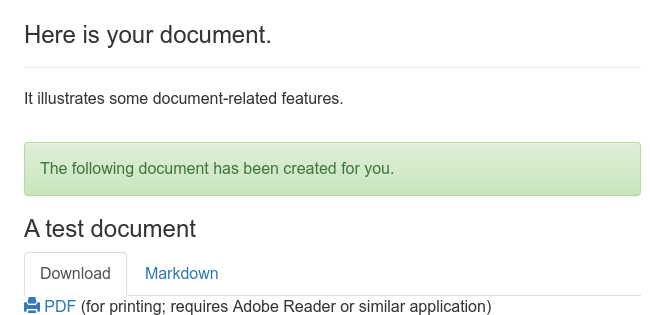 Here is your document.
It illustrates some document-related features.
The following document has been created for you.
A test document
Download Markdown
PDF (for printing; requires Adobe Reader or similar application)